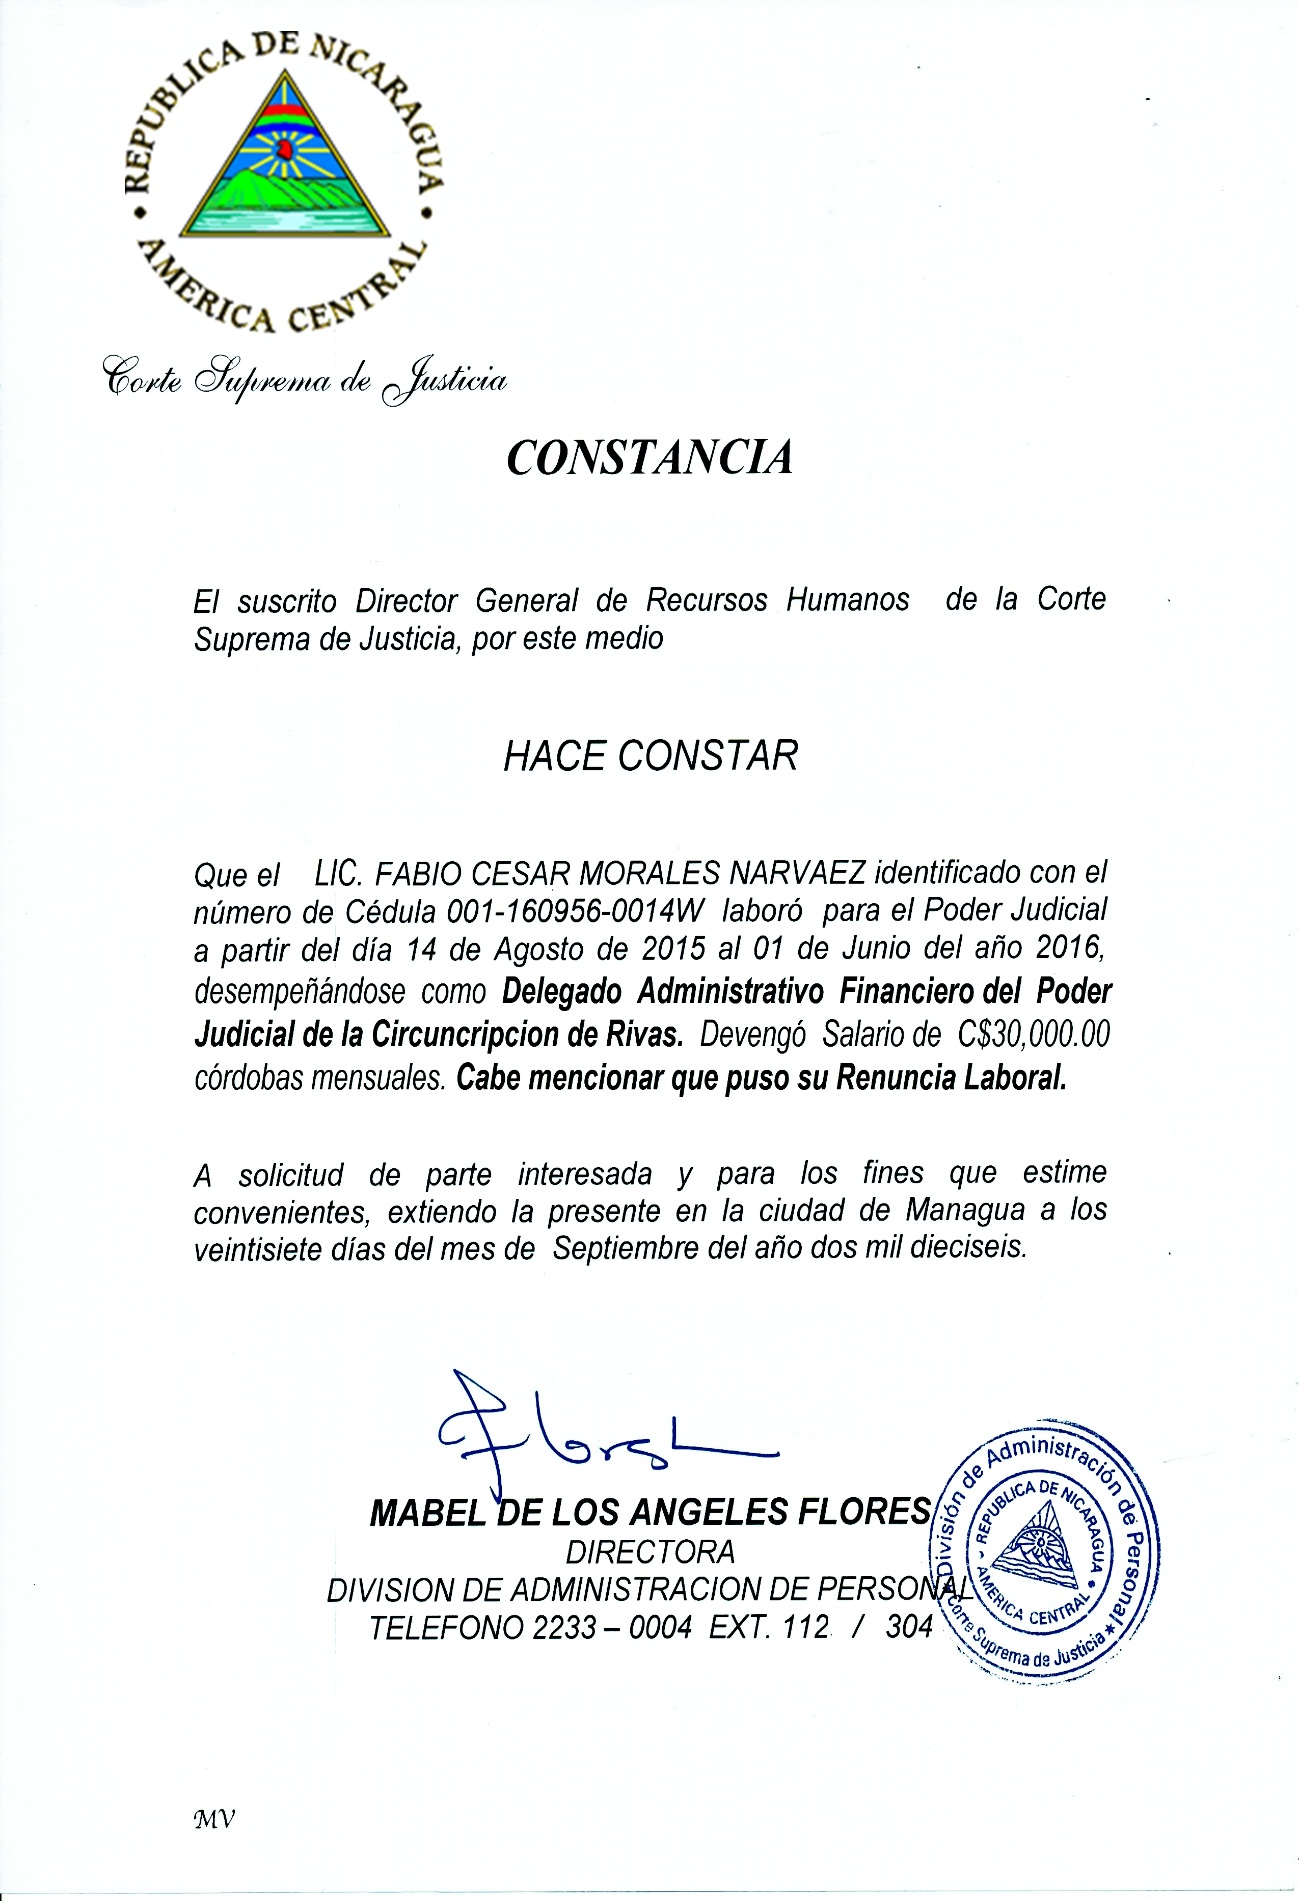 REPUBLICA DE NICARAGUA
AMERICA CENTRAL
Corte Suprema de Justicia
CONSTANCIA
El suscrito Director General de Recursos Humanos de la Corte
Suprema de Justicia, por este medio
HACE CONSTAR
Que el LIC. FABIO CESAR MORALES NARVAEZ identificado con el
número de Cédula 001-160956-0014W laboró para el Poder Judicial
a partir del día 14 de Agosto de 2015 al 01 de Junio del año 2016,
desempeñándose como Delegado Administrativo Financiero del Poder
Judicial de la Circuncripcion de Rivas. Devengó Salario de C$30,000.00
córdobas mensuales. Cabe mencionar que puso su Renuncia Laboral.
A solicitud de parte interesada y para los fines que estime
convenientes, extiendo la presente en la ciudad de Managua a los
veintisiete días del mes de Septiembre del año dos mil dieciseis.
MABEL DE LOS ANGELES FLORES
DIRECTORA
DIVISION DE ADMINISTRACION DE PERSONAL
TELEFONO 2233 – 0004 EXT. 112 / 304
División de Administración de Personal
REPUBLICA DE NICARAGUA
AMERICA CENTRAL
Corte Suprema de Justicia
MV